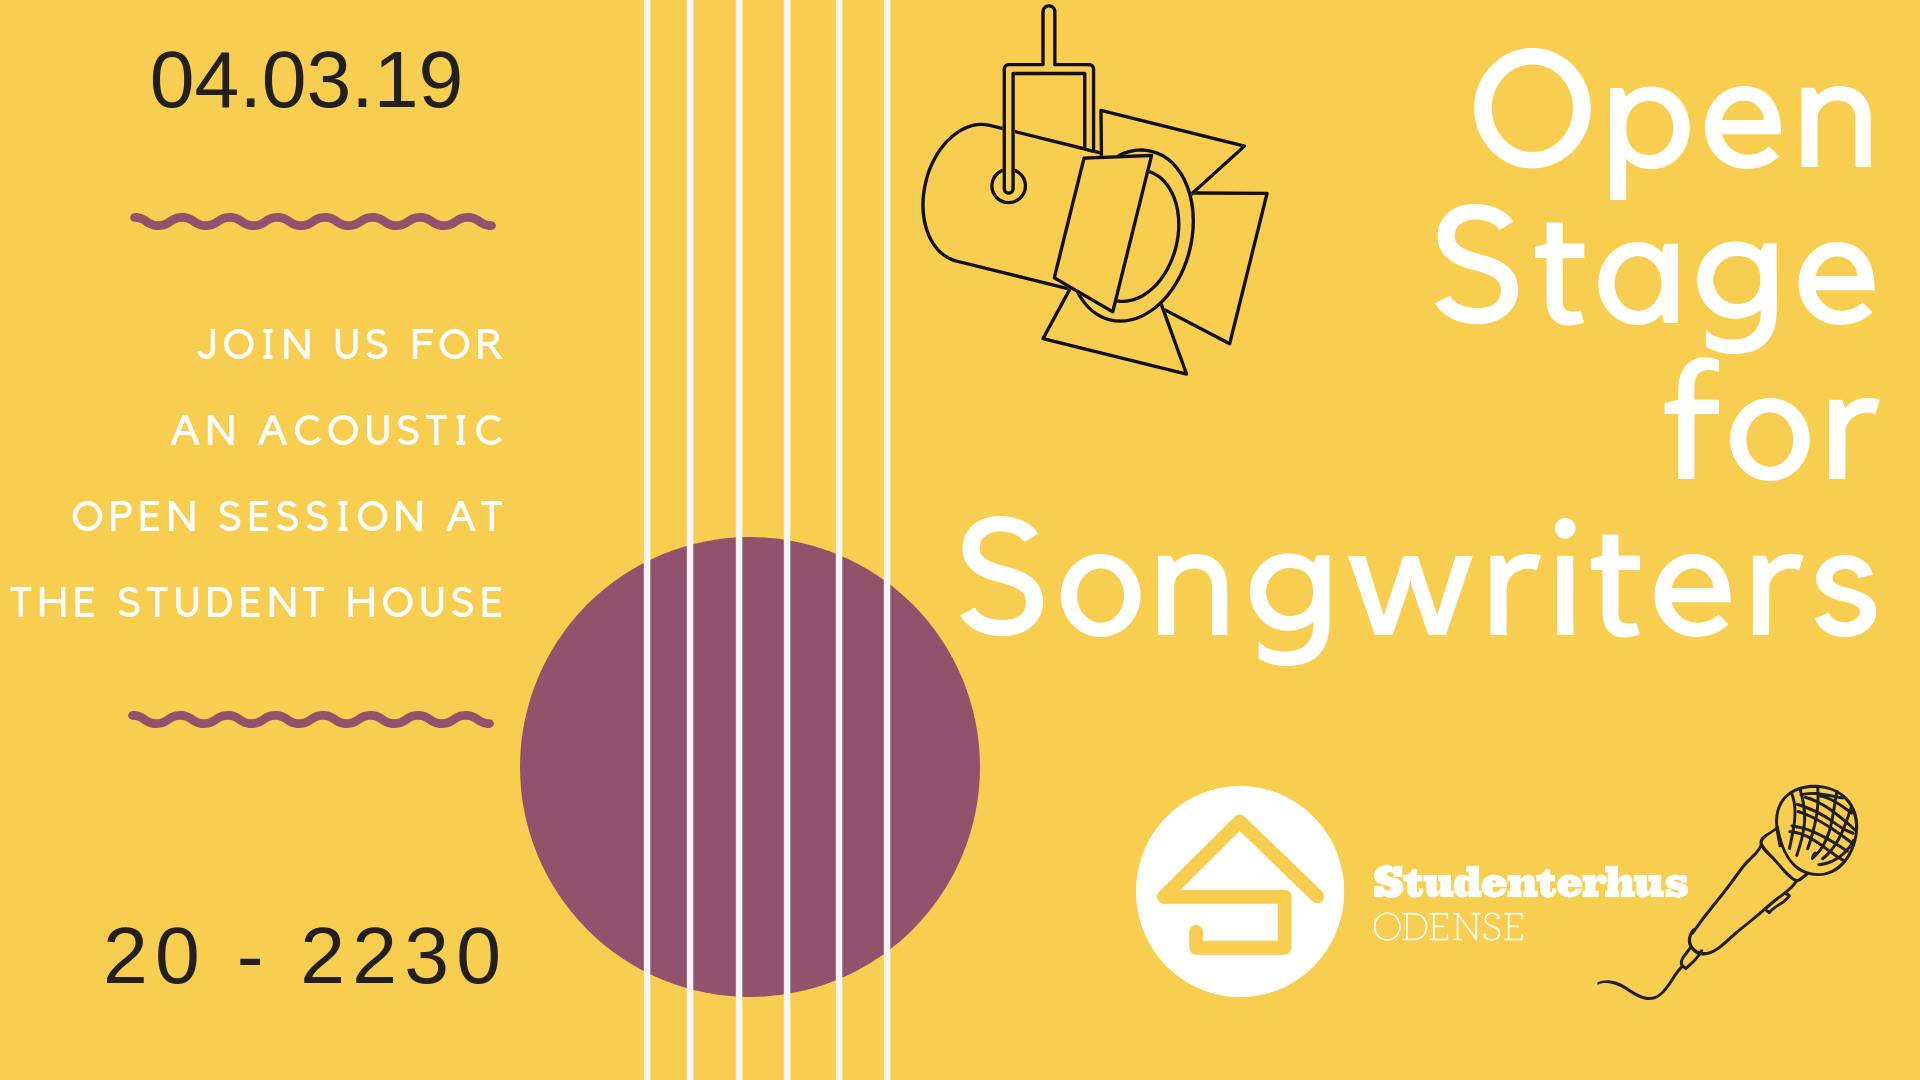 04.03.19
JOIN US FOR
AN ACOUSTIC
OPEN SESSION AT
THE STUDENT HOUSE
20 - 2230
Open
Stage
for
Songwriters
Studenterhus
ODENSE